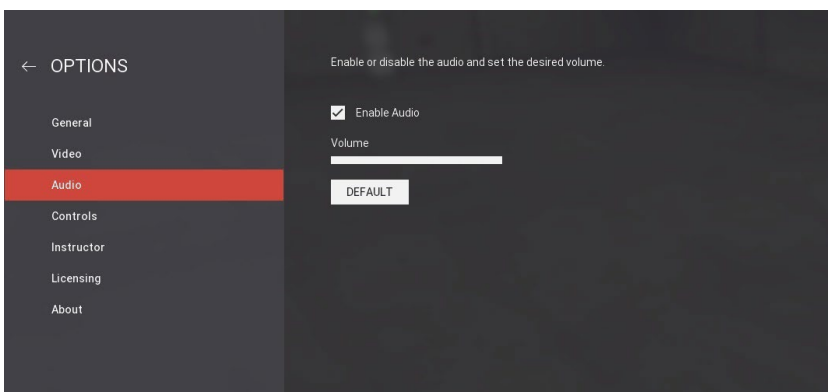 ← OPTIONS
General
Video
Audio
Controls
Instructor
Licensing
About
Enable or disable the audio and set the desired volume.
Enable Audio
Volume
DEFAULT